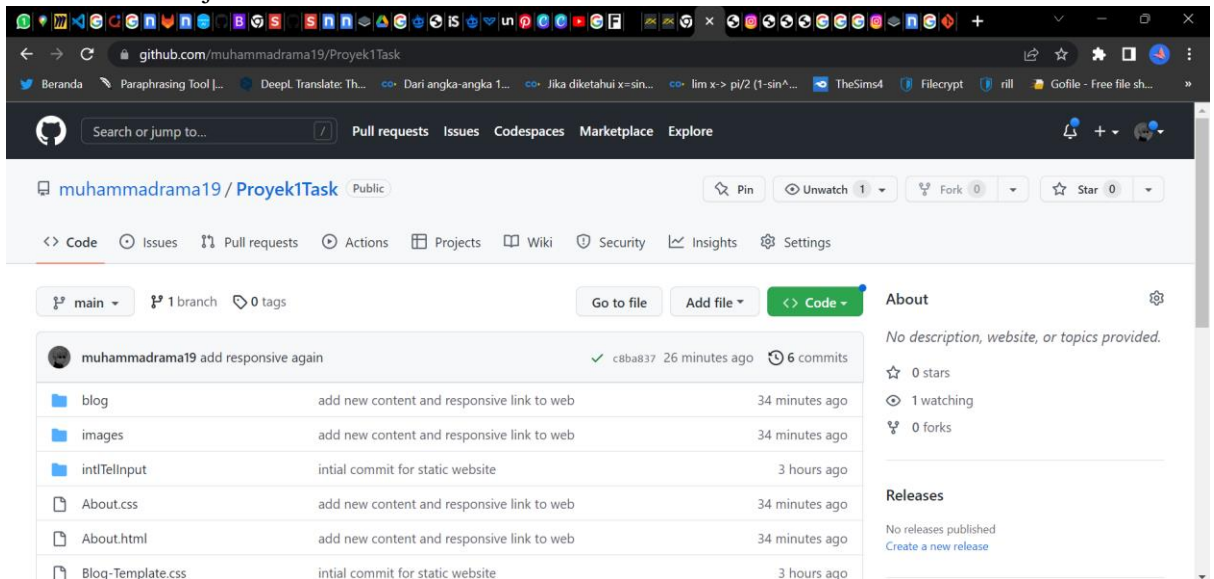 github.com/muhammadrama19/Proyek1Task
Beranda Paraphrasing Tool |... DeepL Translate: Th... Dari angka-angka 1... Jika diketahui x=sin... lim x-> pi/2 (1-sin^... TheSims4 Filecrypt rill Gofile - Free file sh... »
Search or jump to... / Pull requests Issues Codespaces Marketplace Explore
muhammadrama19 / Proyek1Task Public Pin Unwatch 1 Fork 0 Star 0
Code Issues Pull requests Actions Projects Wiki Security Insights Settings
main 1 branch 0 tags Go to file Add file Code About
No description, website, or topics provided.
muhammadrama19 add responsive again c8ba837 26 minutes ago 6 commits
0 stars
blog add new content and responsive link to web 34 minutes ago
1 watching
images add new content and responsive link to web 34 minutes ago
0 forks
intlTelInput intial commit for static website 3 hours ago
About.css add new content and responsive link to web 34 minutes ago
Releases
About.html add new content and responsive link to web 34 minutes ago
No releases published
Create a new release
Blog-Template.css intial commit for static website 3 hours ago